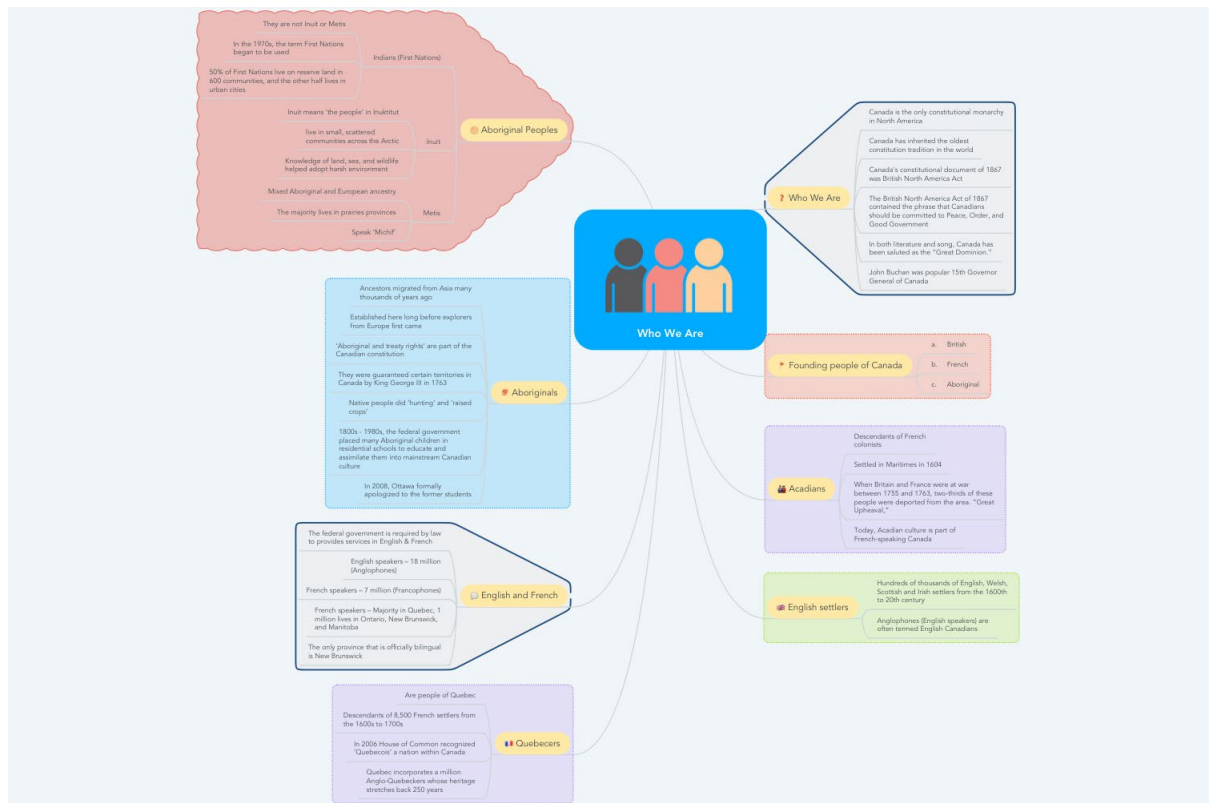 Who We Are
Who We Are
Canada is the only constitutional monarchy
in North America
Canada has inherited the oldest
constitution tradition in the world
Canada's constitutional document of 1867
was British North America Act
The British North America Act of 1867
contained the phrase that Canadians
should be committed to Peace, Order, and
Good Government
In both literature and song, Canada has
been saluted as the "Great Dominion."
John Buchan was popular 15th Governor
General of Canada
Founding people of Canada
a. British
b. French
c. Aboriginal
Acadians
Descendants of French
colonists
Settled in Maritimes in 1604
When Britain and France were at war
between 1755 and 1763, two-thirds of these
people were deported from the area. "Great
Upheaval,"
Today, Acadian culture is part of
French-speaking Canada
English settlers
Hundreds of thousands of English, Welsh,
Scottish and Irish settlers from the 1600th
to 20th century
Anglophones (English speakers) are
often termed English Canadians
Aboriginal Peoples
Indians (First Nations)
They are not Inuit or Metis
In the 1970s, the term First Nations
began to be used
50% of First Nations live on reserve land in
600 communities, and the other half lives in
urban cities
Inuit
Inuit means 'the people' in Inuktitut
live in small, scattered
communities across the Arctic
Knowledge of land, sea, and wildlife
helped adopt harsh environment
Metis
Mixed Aboriginal and European ancestry
The majority lives in prairies provinces
Speak 'Michif'
Aboriginals
Ancestors migrated from Asia many
thousands of years ago
Established here long before explorers
from Europe first came
'Aboriginal and treaty rights' are part of the
Canadian constitution
They were guaranteed certain territories in
Canada by King George III in 1763
Native people did 'hunting' and 'raised
crops'
1800s - 1980s, the federal government
placed many Aboriginal children in
residential schools to educate and
assimilate them into mainstream Canadian
culture
In 2008, Ottawa formally
apologized to the former students
English and French
The federal government is required by law
to provides services in English & French
English speakers – 18 million
(Anglophones)
French speakers – 7 million (Francophones)
French speakers – Majority in Quebec, 1
million lives in Ontario, New Brunswick,
and Manitoba
The only province that is officially bilingual
is New Brunswick
Quebecers
Are people of Quebec
Descendants of 8,500 French settlers from
the 1600s to 1700s
In 2006 House of Common recognized
'Quebecois' a nation within Canada
Quebec incorporates a million
Anglo-Quebeckers whose heritage
stretches back 250 years